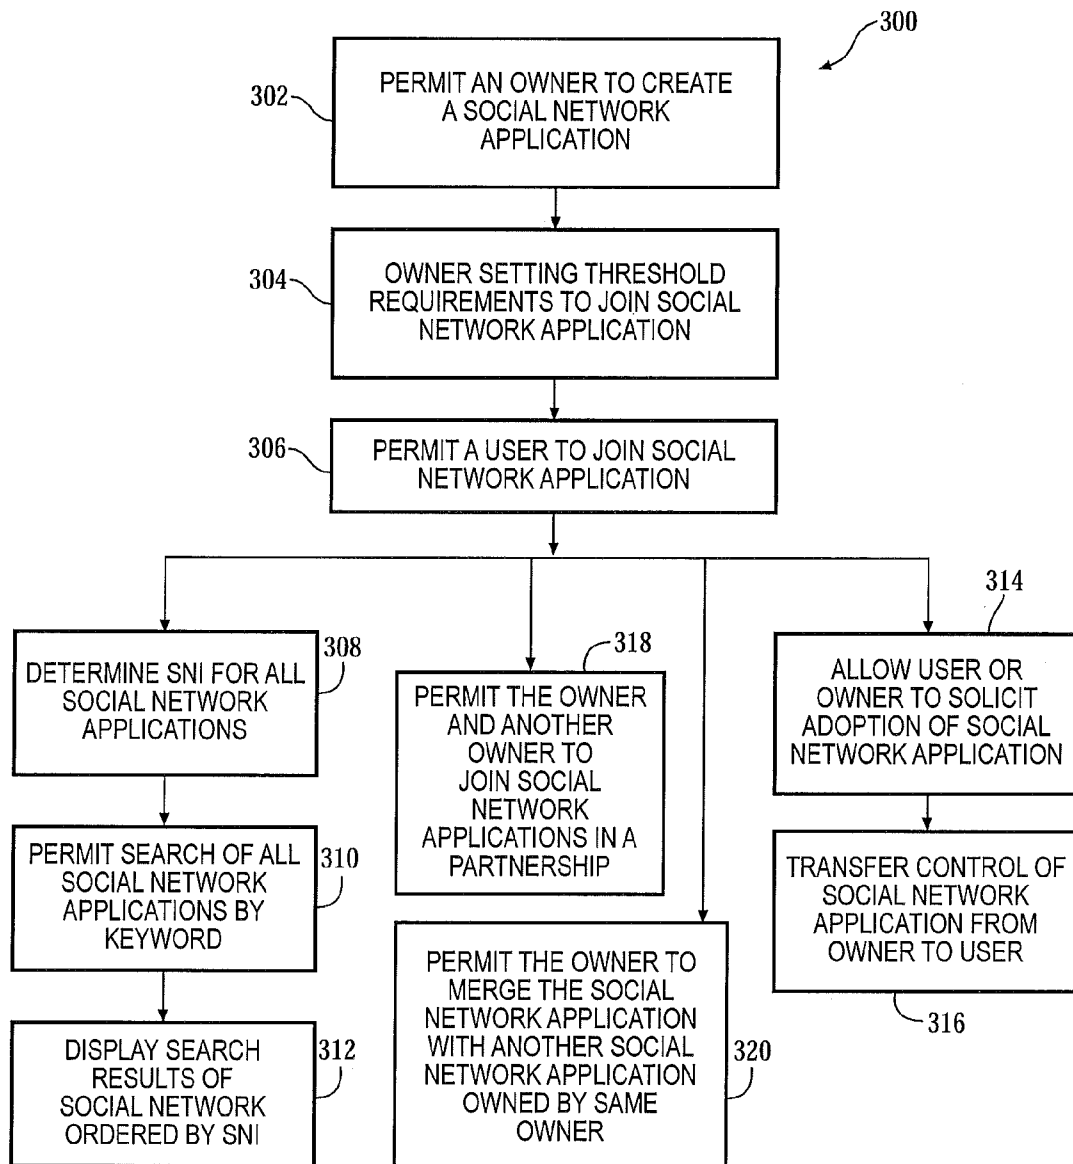 300
302
PERMIT AN OWNER TO CREATE
A SOCIAL NETWORK
APPLICATION
304
OWNER SETTING THRESHOLD
REQUIREMENTS TO JOIN SOCIAL
NETWORK APPLICATION
306
PERMIT A USER TO JOIN SOCIAL
NETWORK APPLICATION
308
DETERMINE SNI FOR ALL
SOCIAL NETWORK
APPLICATIONS
310
PERMIT SEARCH OF ALL
SOCIAL NETWORK
APPLICATIONS BY
KEYWORD
312
DISPLAY SEARCH
RESULTS OF
SOCIAL NETWORK
ORDERED BY SNI
318
PERMIT THE OWNER
AND ANOTHER
OWNER TO
JOIN SOCIAL
NETWORK
APPLICATIONS IN A
PARTNERSHIP
320
PERMIT THE OWNER TO
MERGE THE SOCIAL
NETWORK APPLICATION
WITH ANOTHER SOCIAL
NETWORK APPLICATION
OWNED BY SAME
OWNER
314
ALLOW USER OR
OWNER TO SOLICIT
ADOPTION OF SOCIAL
NETWORK APPLICATION
TRANSFER CONTROL OF
SOCIAL NETWORK
APPLICATION FROM
OWNER TO USER
316